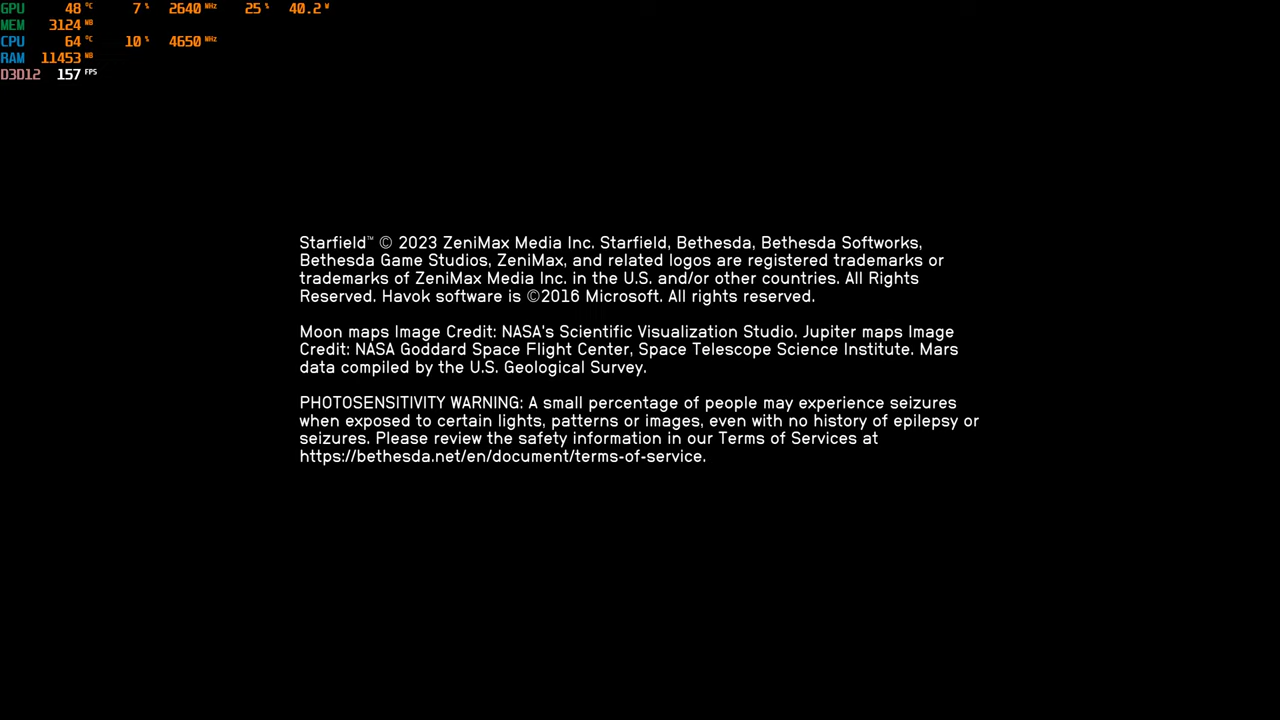 GPU 48 °C 7 % 2640 MHz 25 % 40.2 W
MEM 3124 MB
CPU 64 °C 10 % 4650 MHz
RAM 11453 MB
D3D12 157 FPS
Starfield™ © 2023 ZeniMax Media Inc. Starfield, Bethesda, Bethesda Softworks,
Bethesda Game Studios, ZeniMax, and related logos are registered trademarks or
trademarks of ZeniMax Media Inc. in the U.S. and/or other countries. All Rights
Reserved. Havok software is ©2016 Microsoft. All rights reserved.
Moon maps Image Credit: NASA's Scientific Visualization Studio. Jupiter maps Image
Credit: NASA Goddard Space Flight Center, Space Telescope Science Institute. Mars
data compiled by the U.S. Geological Survey.
PHOTOSENSITIVITY WARNING: A small percentage of people may experience seizures
when exposed to certain lights, patterns or images, even with no history of epilepsy or
seizures. Please review the safety information in our Terms of Services at
https://bethesda.net/en/document/terms-of-service.